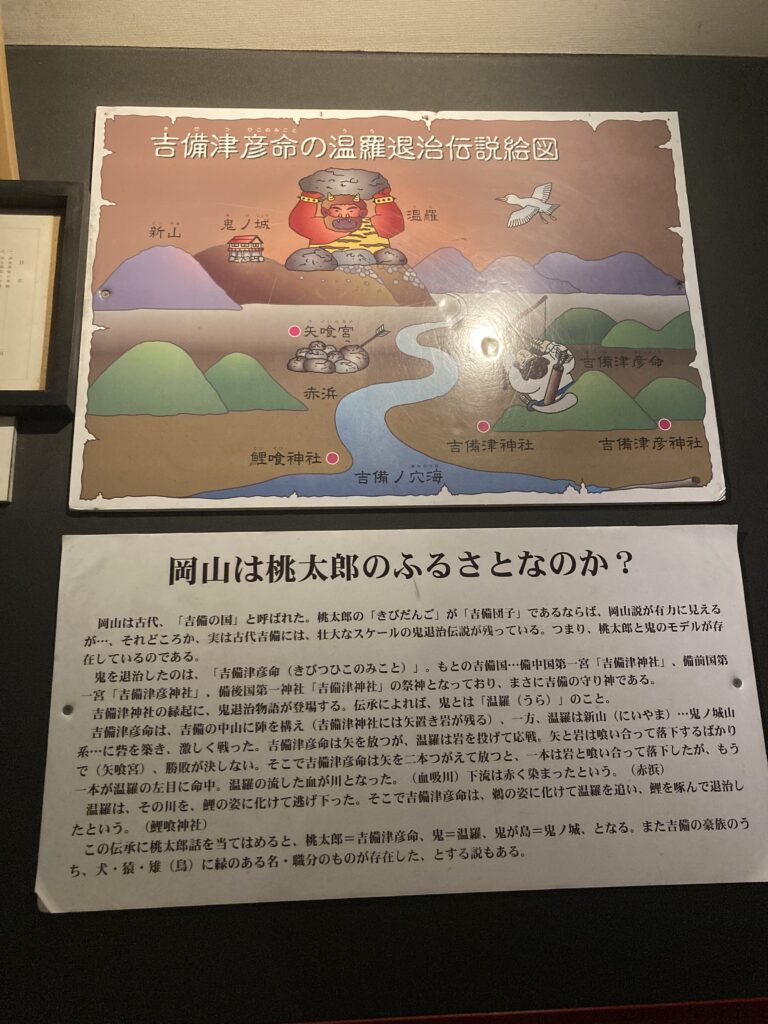 吉備津彦命の温羅退治伝説絵図
新山
鬼ノ城
温羅
矢喰宮
赤浜
吉備津彦命
吉備津神社
吉備津彦神社
鯉喰神社
吉備ノ穴海
岡山は桃太郎のふるさとなのか？
岡山は古代、「吉備の国」と呼ばれた。桃太郎の「きびだんご」が「吉備団子」であるならば、岡山説が有力に見える
が…、それどころか、実は古代吉備には、壮大なスケールの鬼退治伝説が残っている。つまり、桃太郎と鬼のモデルが存
在しているのである。
鬼を退治したのは、「吉備津彦命（きびつひこのみこと）」。もとの吉備国…備中国第一宮「吉備津神社」、備前国第
一宮「吉備津彦神社」、備後国第一神社「吉備津神社」の祭神となっており、まさに吉備の守り神である。
吉備津神社の縁起に、鬼退治物語が登場する。伝承によれば、鬼とは「温羅（うら）」のこと。
吉備津彦命は、吉備の中山に陣を構え（吉備津神社には矢置き岩が残る）、一方、温羅は新山（にいやま）…鬼ノ城山
系…に砦を築き、激しく戦った。吉備津彦命は矢を放つが、温羅は岩を投げて応戦。矢と岩は喰い合って落下するばかり
で（矢喰宮）、勝敗が決しない。そこで吉備津彦命は矢を二本つがえて放つと、一本は岩と喰い合って落下したが、もう
一本が温羅の左目に命中。温羅の流した血が川となった。（血吸川）下流は赤く染まったという。（赤浜）
温羅は、その川を、鯉の姿に化けて逃げ下った。そこで吉備津彦命は、鵜の姿に化けて温羅を追い、鯉を啄んで退治し
たという。（鯉喰神社）
この伝承に桃太郎話を当てはめると、桃太郎＝吉備津彦命、鬼＝温羅、鬼が島＝鬼ノ城、となる。また吉備の豪族のう
ち、犬・猿・雉（鳥）に縁のある名・職分のものが存在した、とする説もある。